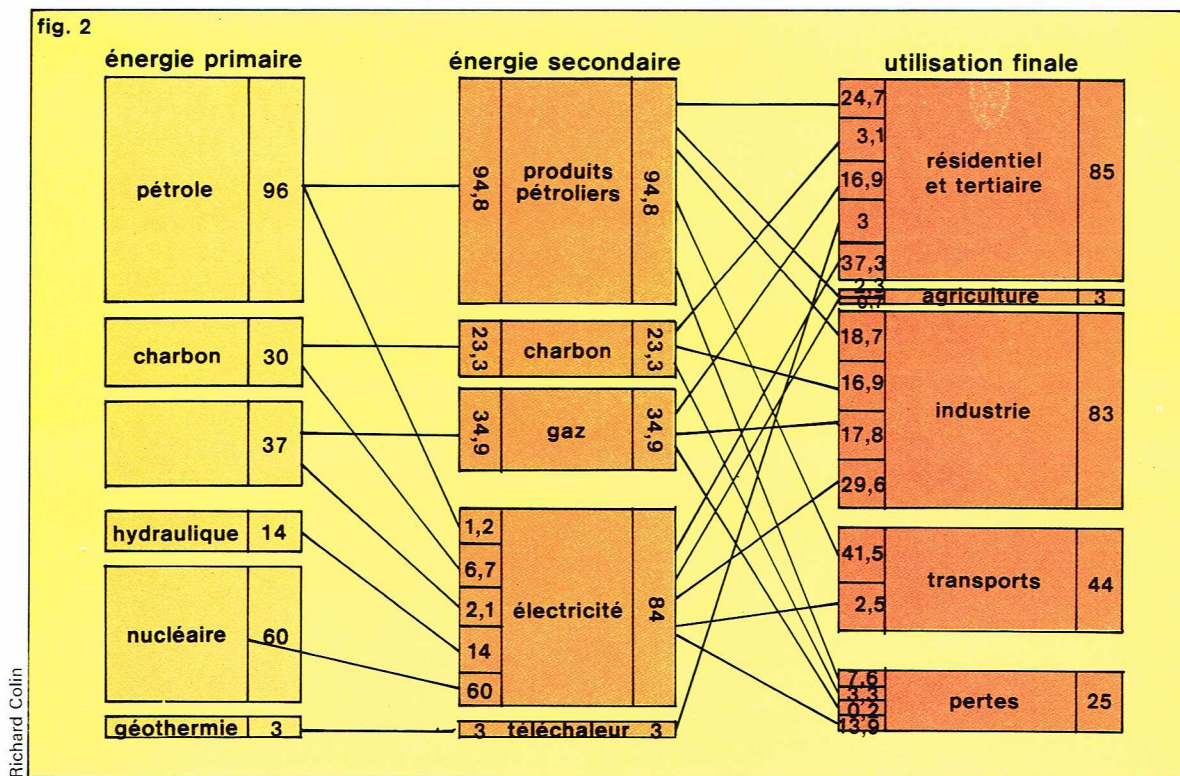 fig. 2
énergie primaire
pétrole 96
charbon 30
37
hydraulique 14
nucléaire 60
géothermie 3
énergie secondaire
94,8 produits pétroliers 94,8
23,3 charbon 23,3
34,9 gaz 34,9
1,2
6,7
2,1
14
60
électricité 84
3 téléchaleur 3
utilisation finale
24,7
3,1
16,9
3
37,3
résidentiel
et tertiaire
85
2,3
0,7
agriculture 3
18,7
16,9
17,8
29,6
industrie 83
41,5
2,5
transports 44
7,6
3,3
0,2
13,9
pertes 25
Richard Colin